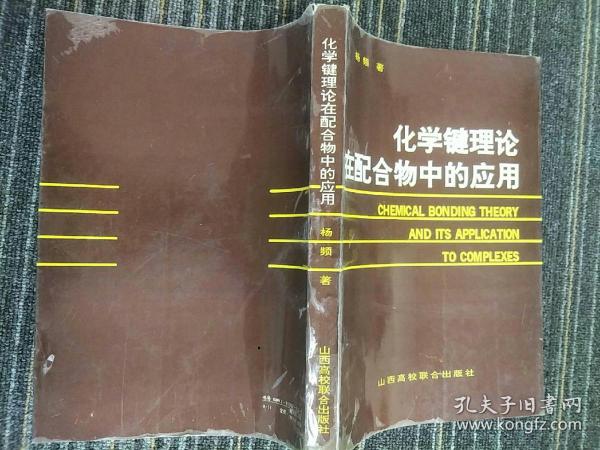 杨频 著
化学键理论
在配合物中的应用
CHEMICAL BONDING THEORY
AND ITS APPLICATION
TO COMPLEXES
山西高校联合出版社
化学键理论在配合物中的应用
杨频 著
山西高校联合出版社
孔夫子旧书网
www.kongfz.com